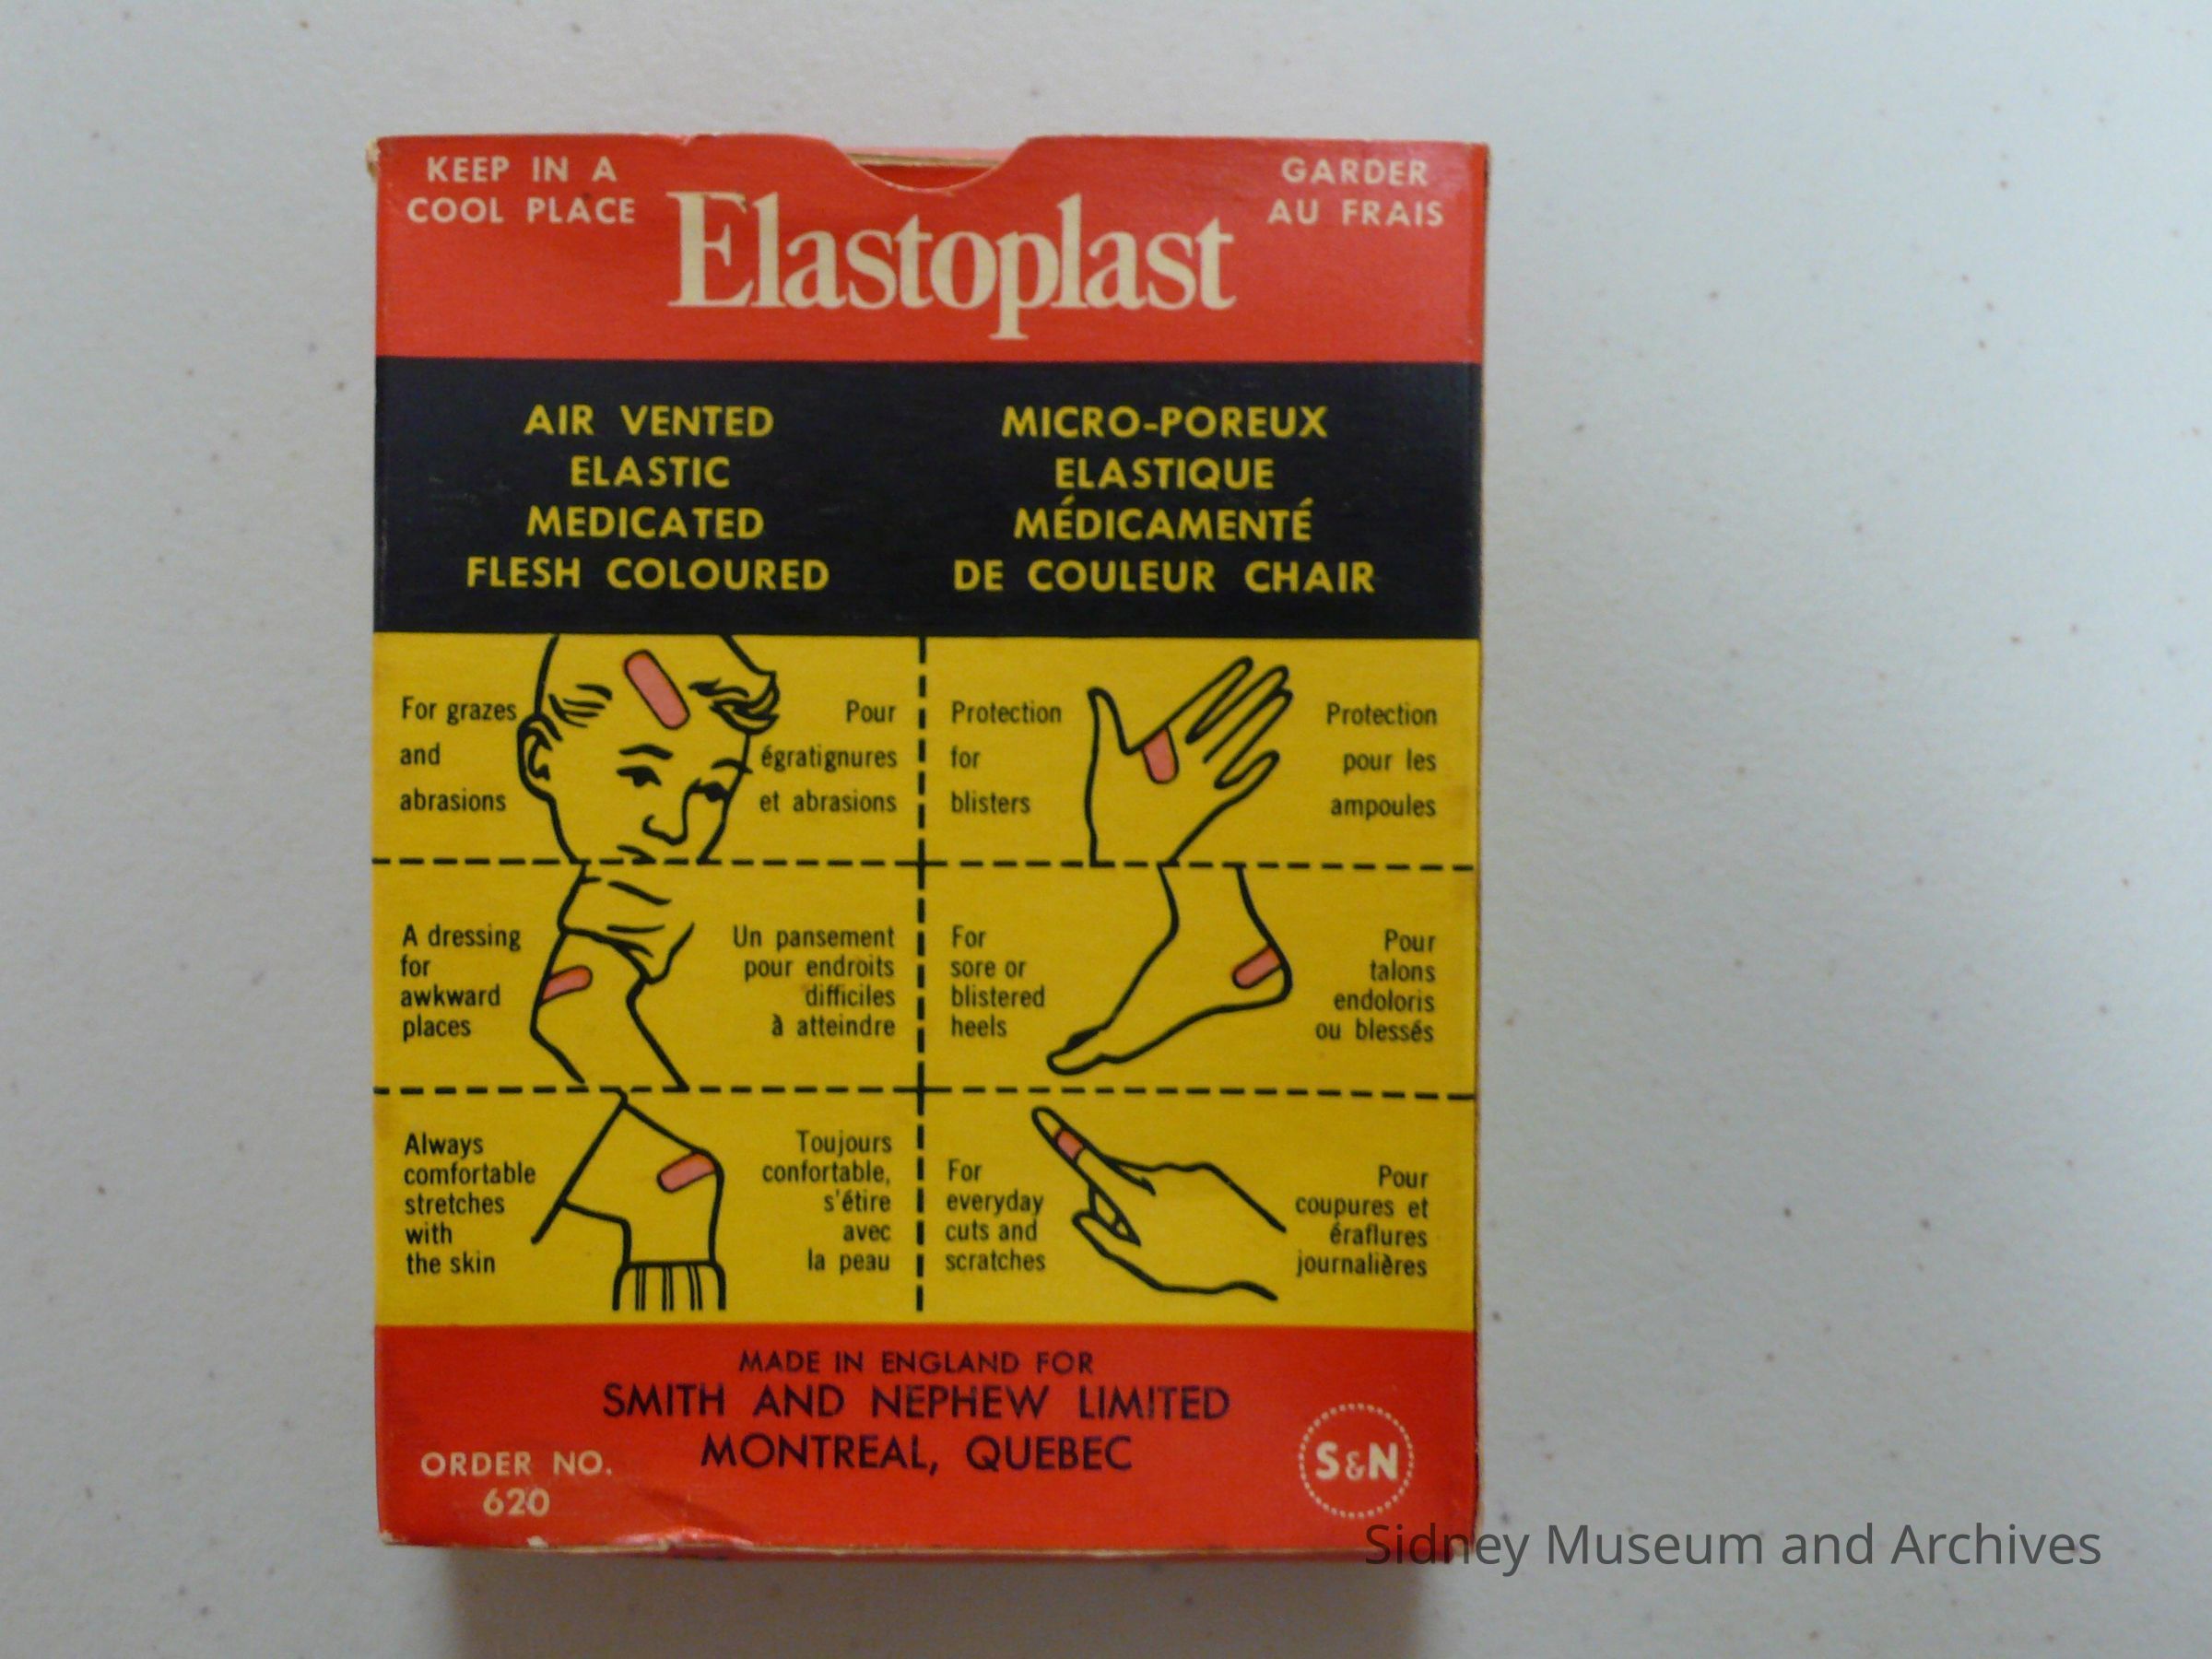 KEEP IN A
COOL PLACE
GARDER
AU FRAIS
Elastoplast
AIR VENTED
ELASTIC
MEDICATED
FLESH COLOURED
MICRO-POREUX
ELASTIQUE
MÉDICAMENTÉ
DE COULEUR CHAIR
For grazes
and
abrasions
Pour
égratignures
et abrasions
Protection
for
blisters
Protection
pour les
ampoules
A dressing
for
awkward
places
Un pansement
pour endroits
difficiles
à atteindre
For
sore or
blistered
heels
Pour
talons
endoloris
ou blessés
Always
comfortable
stretches
with
the skin
Toujours
confortable,
s'étire
avec
la peau
For
everyday
cuts and
scratches
Pour
coupures et
éraflures
journalières
MADE IN ENGLAND FOR
SMITH AND NEPHEW LIMITED
MONTREAL, QUEBEC
ORDER NO.
620
S&N
Sidney Museum and Archives